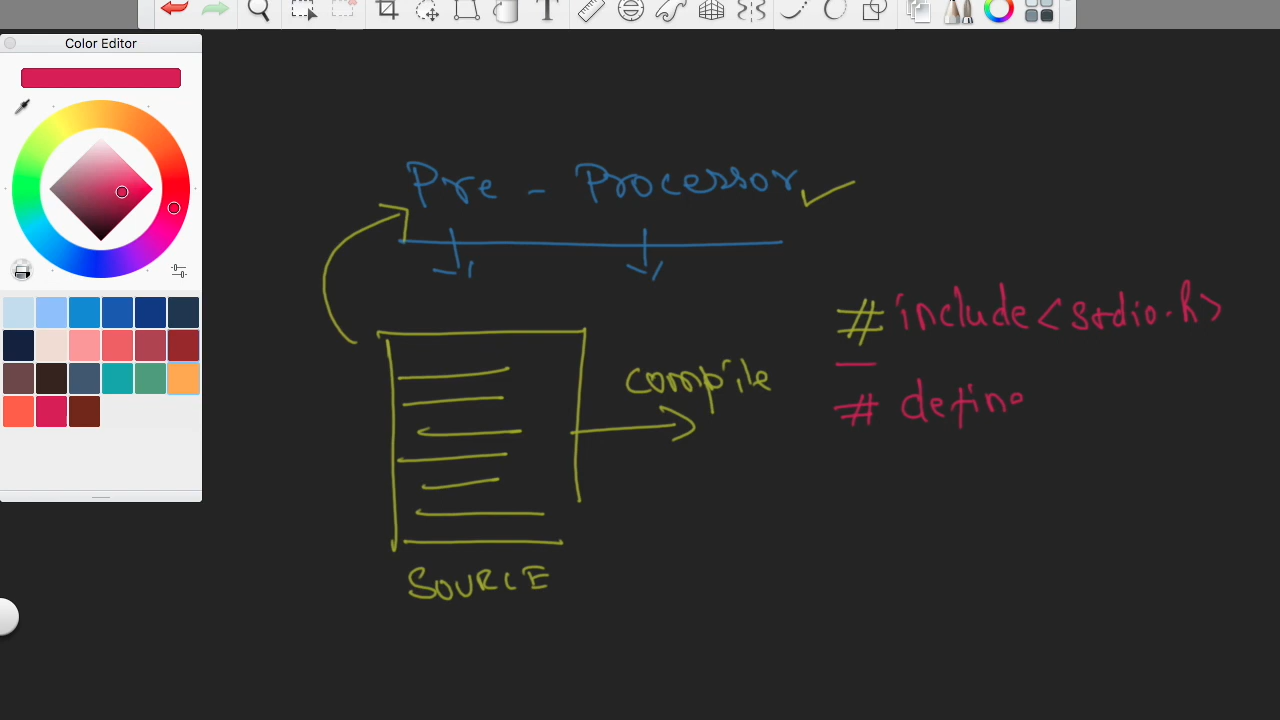 Color Editor
Pre - Processor
# include <stdio.h>
compile
# define
SOURCE